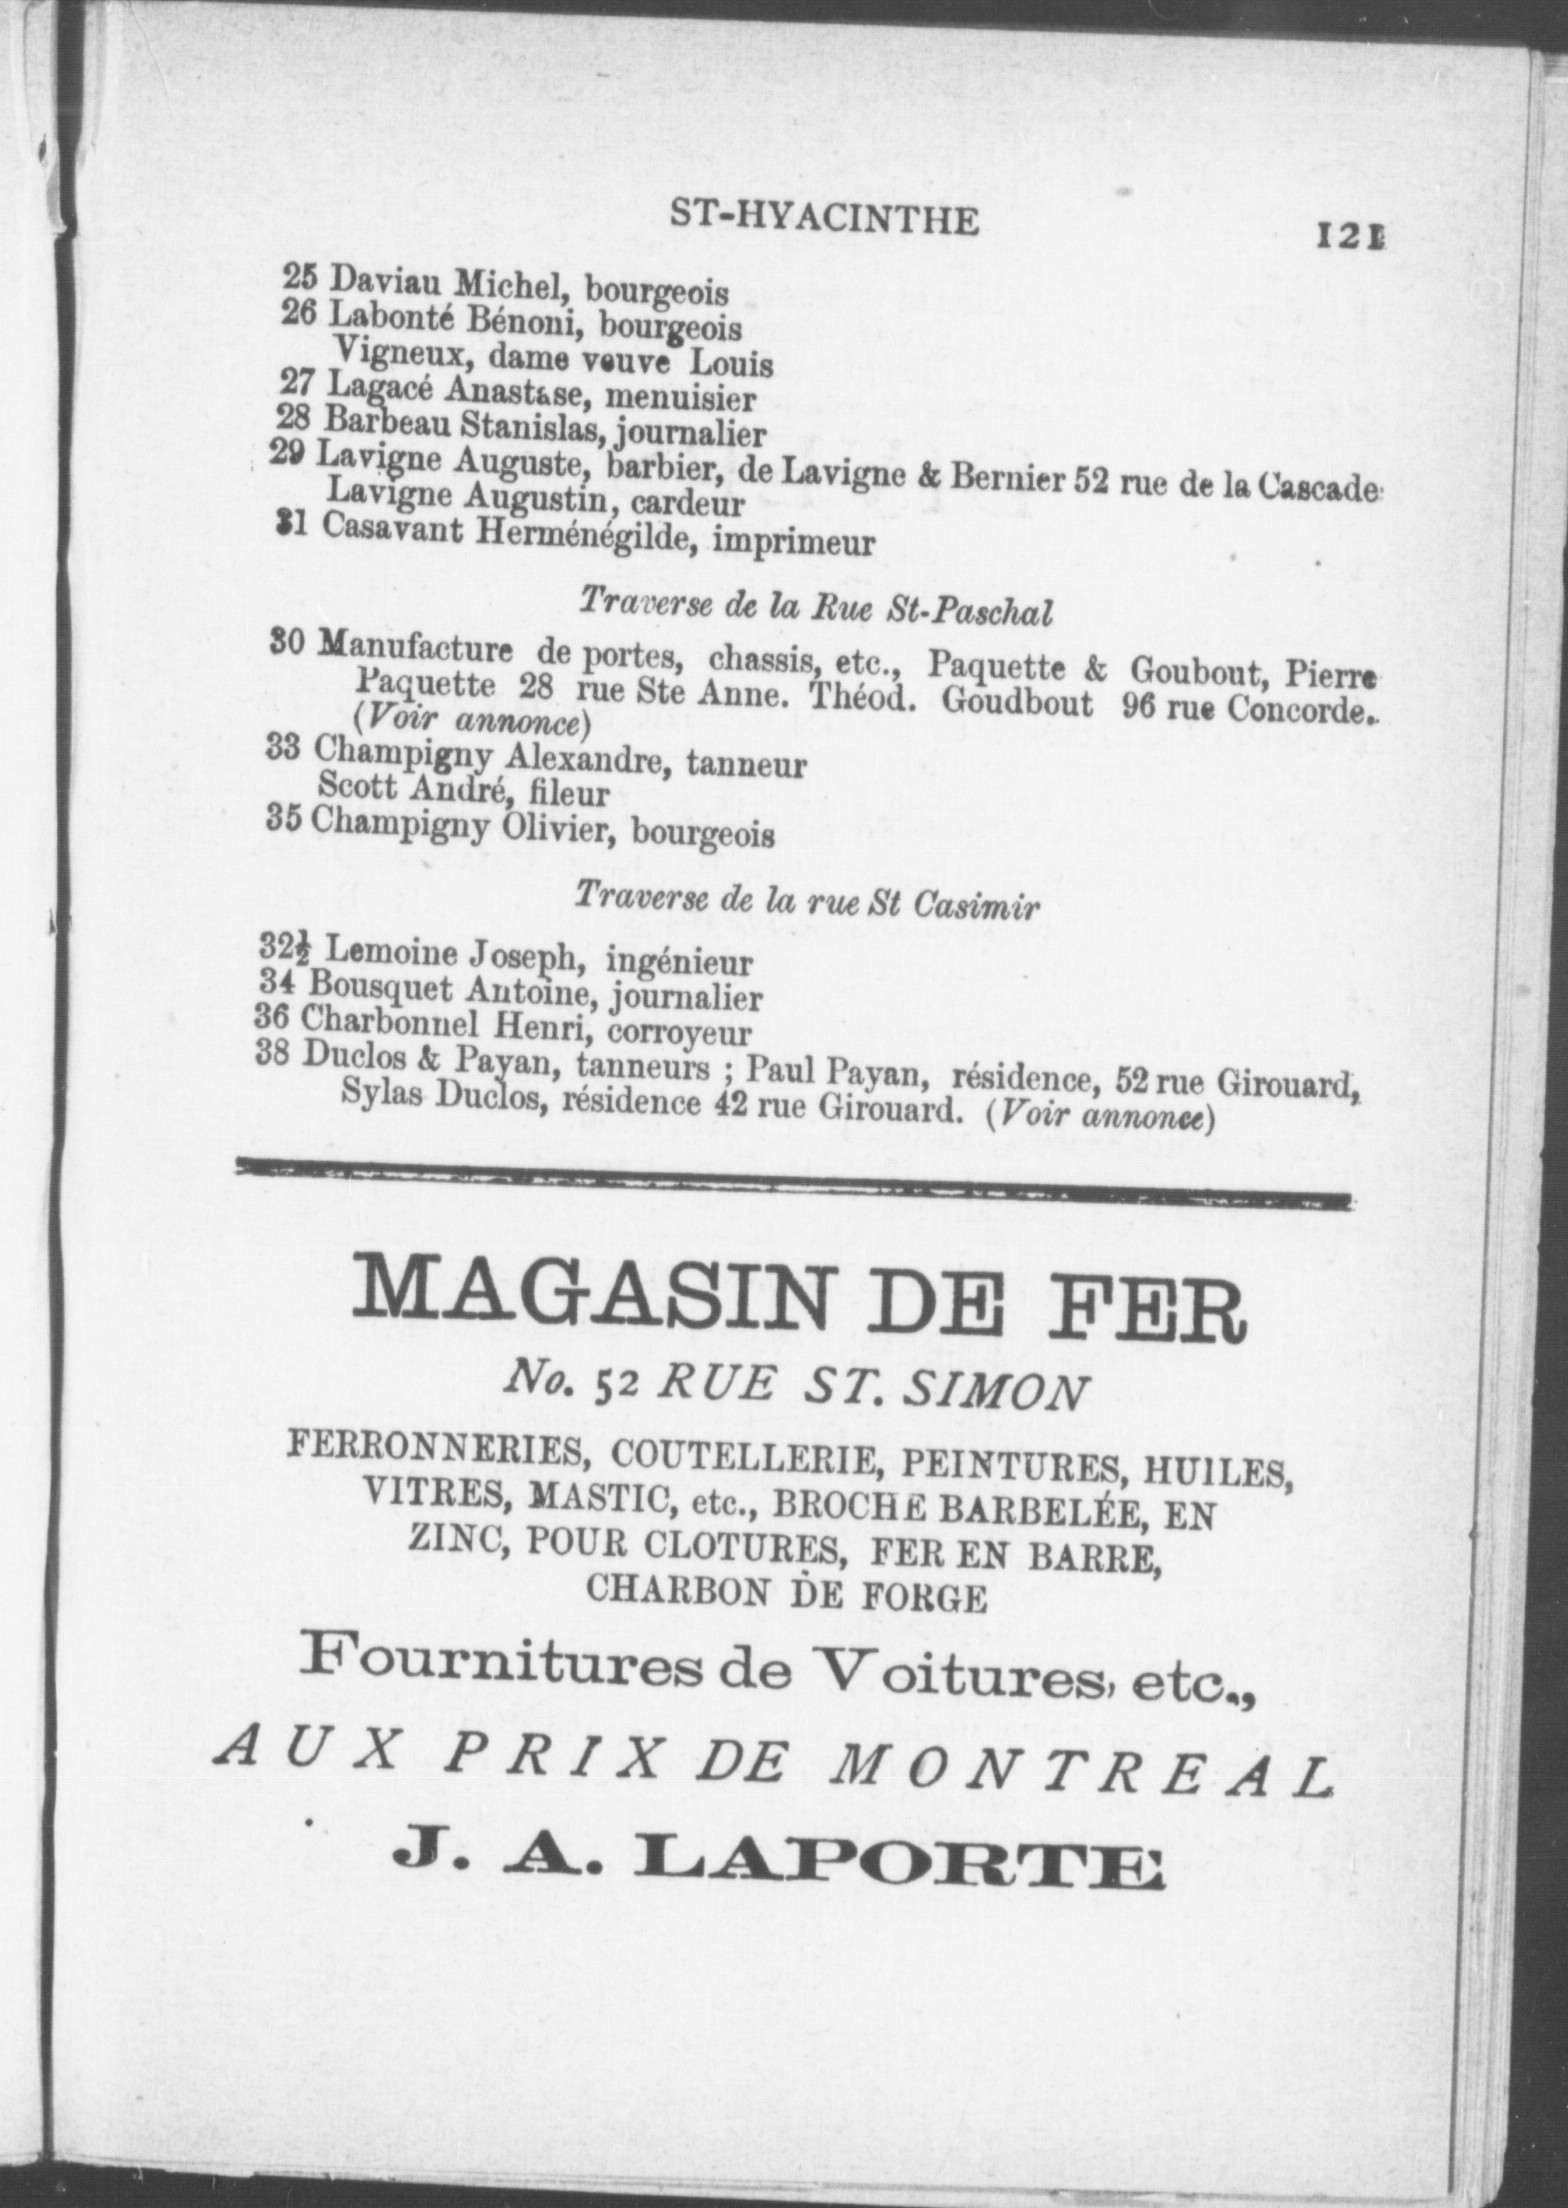 ST-HYACINTHE 121
25 Daviau Michel, bourgeois
26 Labonté Bénoni, bourgeois
Vigneux, dame veuve Louis
27 Lagacé Anastase, menuisier
28 Barbeau Stanislas, journalier
29 Lavigne Auguste, barbier, de Lavigne & Bernier 52 rue de la Cascade
Lavigne Augustin, cardeur
31 Casavant Herménégilde, imprimeur
Traverse de la Rue St-Paschal
30 Manufacture de portes, chassis, etc., Paquette & Goubout, Pierre
Paquette 28 rue Ste Anne. Théod. Goudbout 96 rue Concorde.
(Voir annonce)
33 Champigny Alexandre, tanneur
Scott André, fileur
35 Champigny Olivier, bourgeois
Traverse de la rue St Casimir
32½ Lemoine Joseph, ingénieur
34 Bousquet Antoine, journalier
36 Charbonnel Henri, corroyeur
38 Duclos & Payan, tanneurs ; Paul Payan, résidence, 52 rue Girouard,
Sylas Duclos, résidence 42 rue Girouard. (Voir annonce)
MAGASIN DE FER
No. 52 RUE ST. SIMON
FERRONNERIES, COUTELLERIE, PEINTURES, HUILES,
VITRES, MASTIC, etc., BROCHE BARBELÉE, EN
ZINC, POUR CLOTURES, FER EN BARRE,
CHARBON DE FORGE
Fournitures de Voitures, etc.,
AUX PRIX DE MONTREAL
J. A. LAPORTE